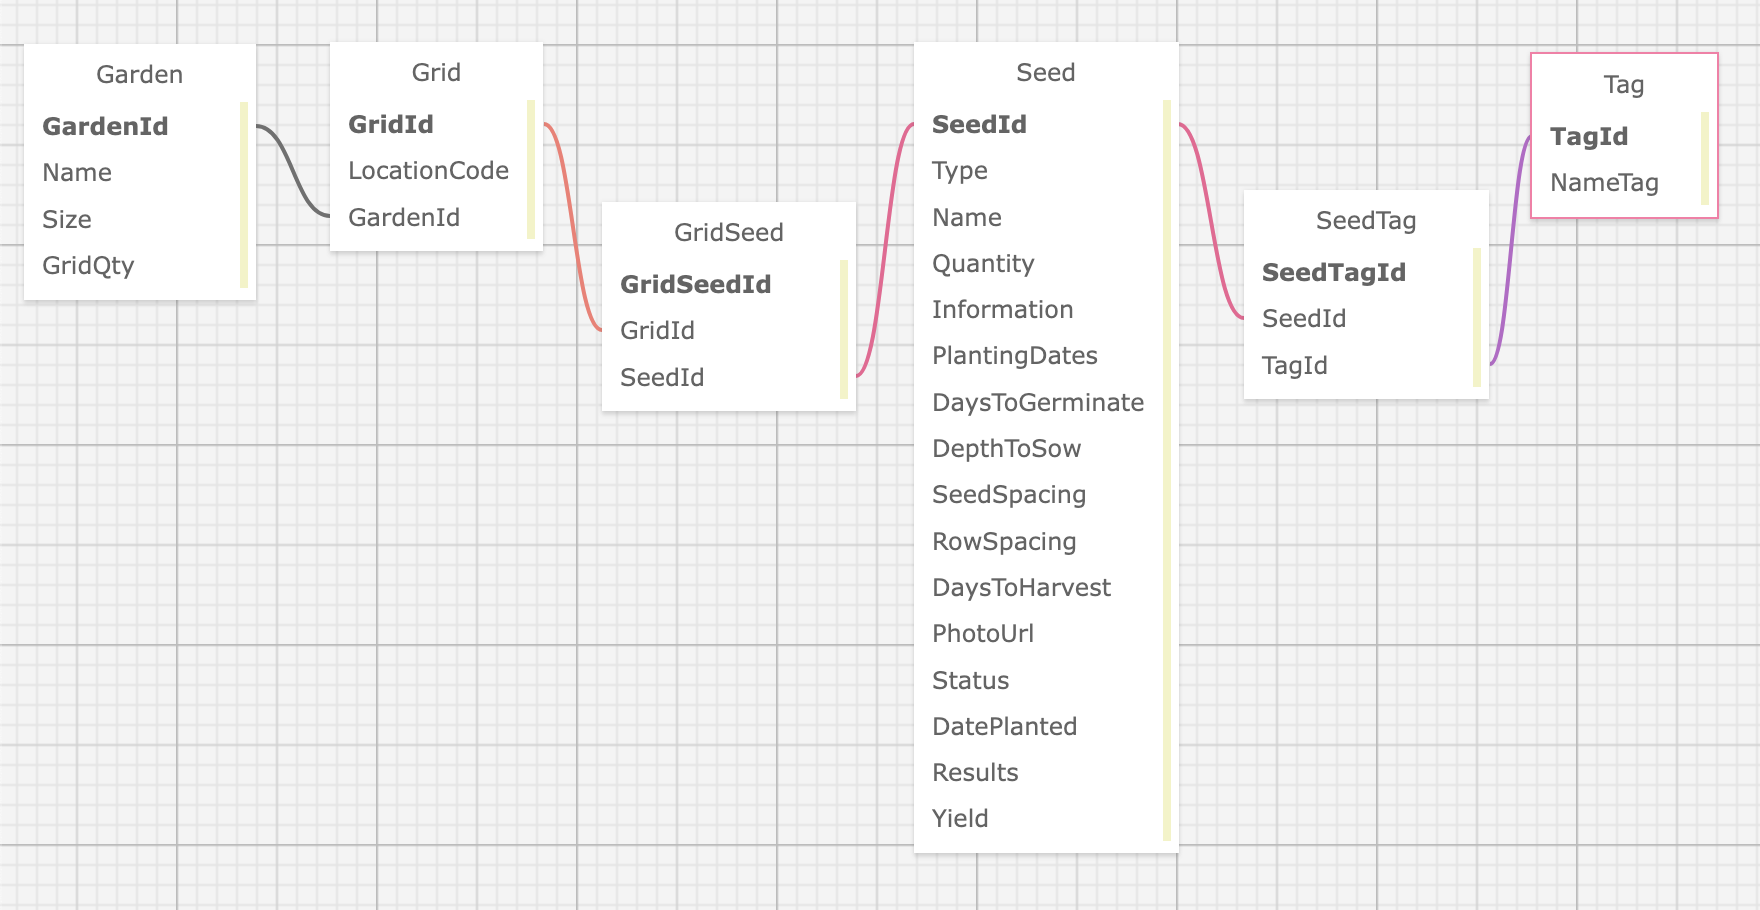 Garden
GardenId
Name
Size
GridQty
Grid
GridId
LocationCode
GardenId
GridSeed
GridSeedId
GridId
SeedId
Seed
SeedId
Type
Name
Quantity
Information
PlantingDates
DaysToGerminate
DepthToSow
SeedSpacing
RowSpacing
DaysToHarvest
PhotoUrl
Status
DatePlanted
Results
Yield
SeedTag
SeedTagId
SeedId
TagId
Tag
TagId
NameTag